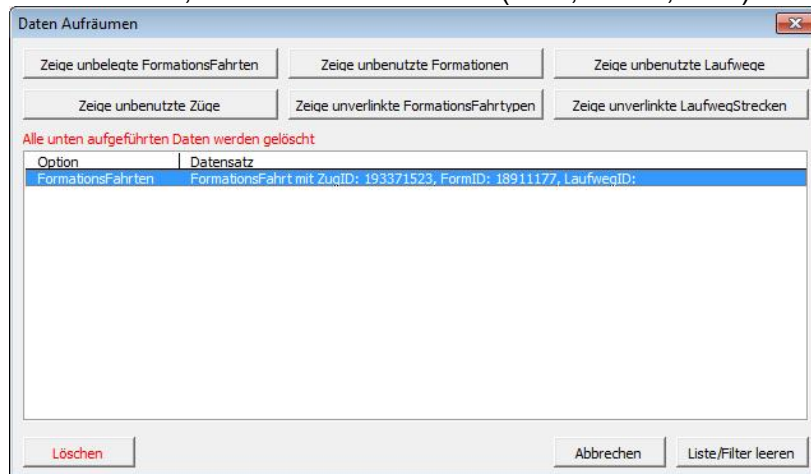 Daten Aufräumen
Zeige unbelegte FormationsFahrten Zeige unbenutzte Formationen Zeige unbenutzte Laufwege
Zeige unbenutzte Züge Zeige unverlinkte FormationsFahrtypen Zeige unverlinkte LaufwegStrecken
Alle unten aufgeführten Daten werden gelöscht
Option Datensatz
FormationsFahrten FormationsFahrt mit ZugID: 193371523, FormID: 18911177, LaufwegID:
Löschen Abbrechen Liste/Filter leeren